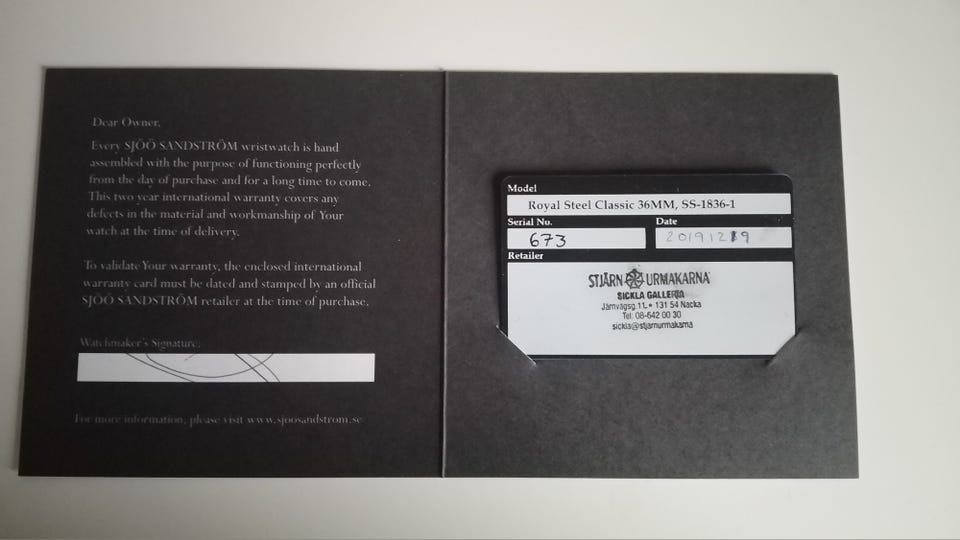 Dear Owner,
Every SJÖÖ SANDSTRÖM wristwatch is hand
assembled with the purpose of functioning perfectly
from the day of purchase and for a long time to come.
This two year international warranty covers any
defects in the material and workmanship of Your
watch at the time of delivery.
To validate Your warranty, the enclosed international
warranty card must be dated and stamped by an official
SJÖÖ SANDSTRÖM retailer at the time of purchase.
Watchmaker's Signature:
For more information, please visit www.sjoosandstrom.se
Model
Royal Steel Classic 36MM, SS-1836-1
Serial Nu. Date
673 20191219
Retailer
STJÄRN URMAKARNA
SICKLA GALLERIA
Järnvägsg.11, • 131 54 Nacka
Tel: 08-642 00 30
sickla@stjarnurmakarna